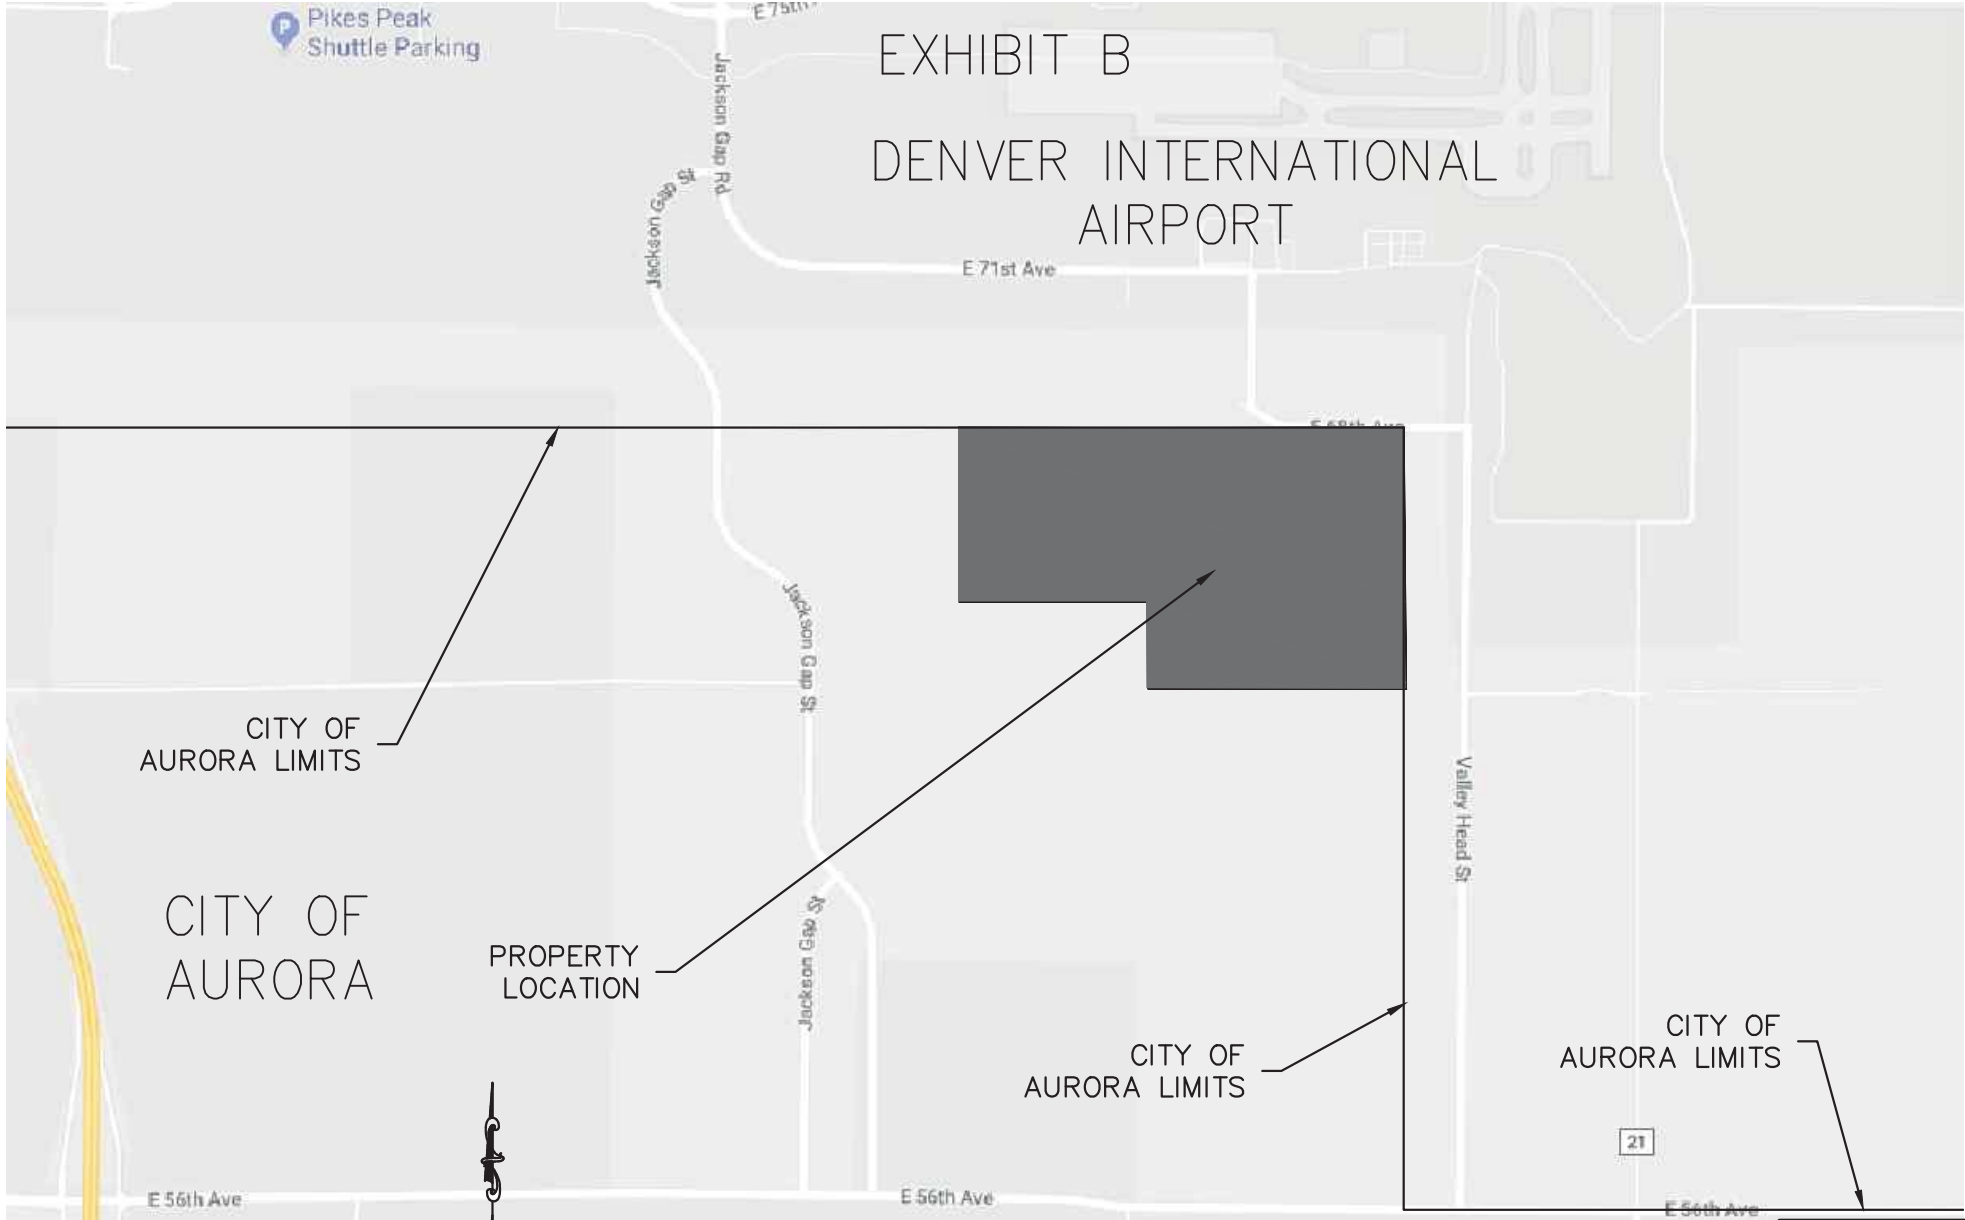 E 75th
Pikes Peak
Shuttle Parking
EXHIBIT B
Jackson Gap Rd
DENVER INTERNATIONAL
AIRPORT
Jackson Gap St
E 71st Ave
E 68th Ave
Jackson Gap St
CITY OF
AURORA LIMITS
Valley Head St
CITY OF
AURORA
Jackson Gap St
PROPERTY
LOCATION
CITY OF
AURORA LIMITS
CITY OF
AURORA LIMITS
21
E 56th Ave
E 56th Ave
E 56th Ave